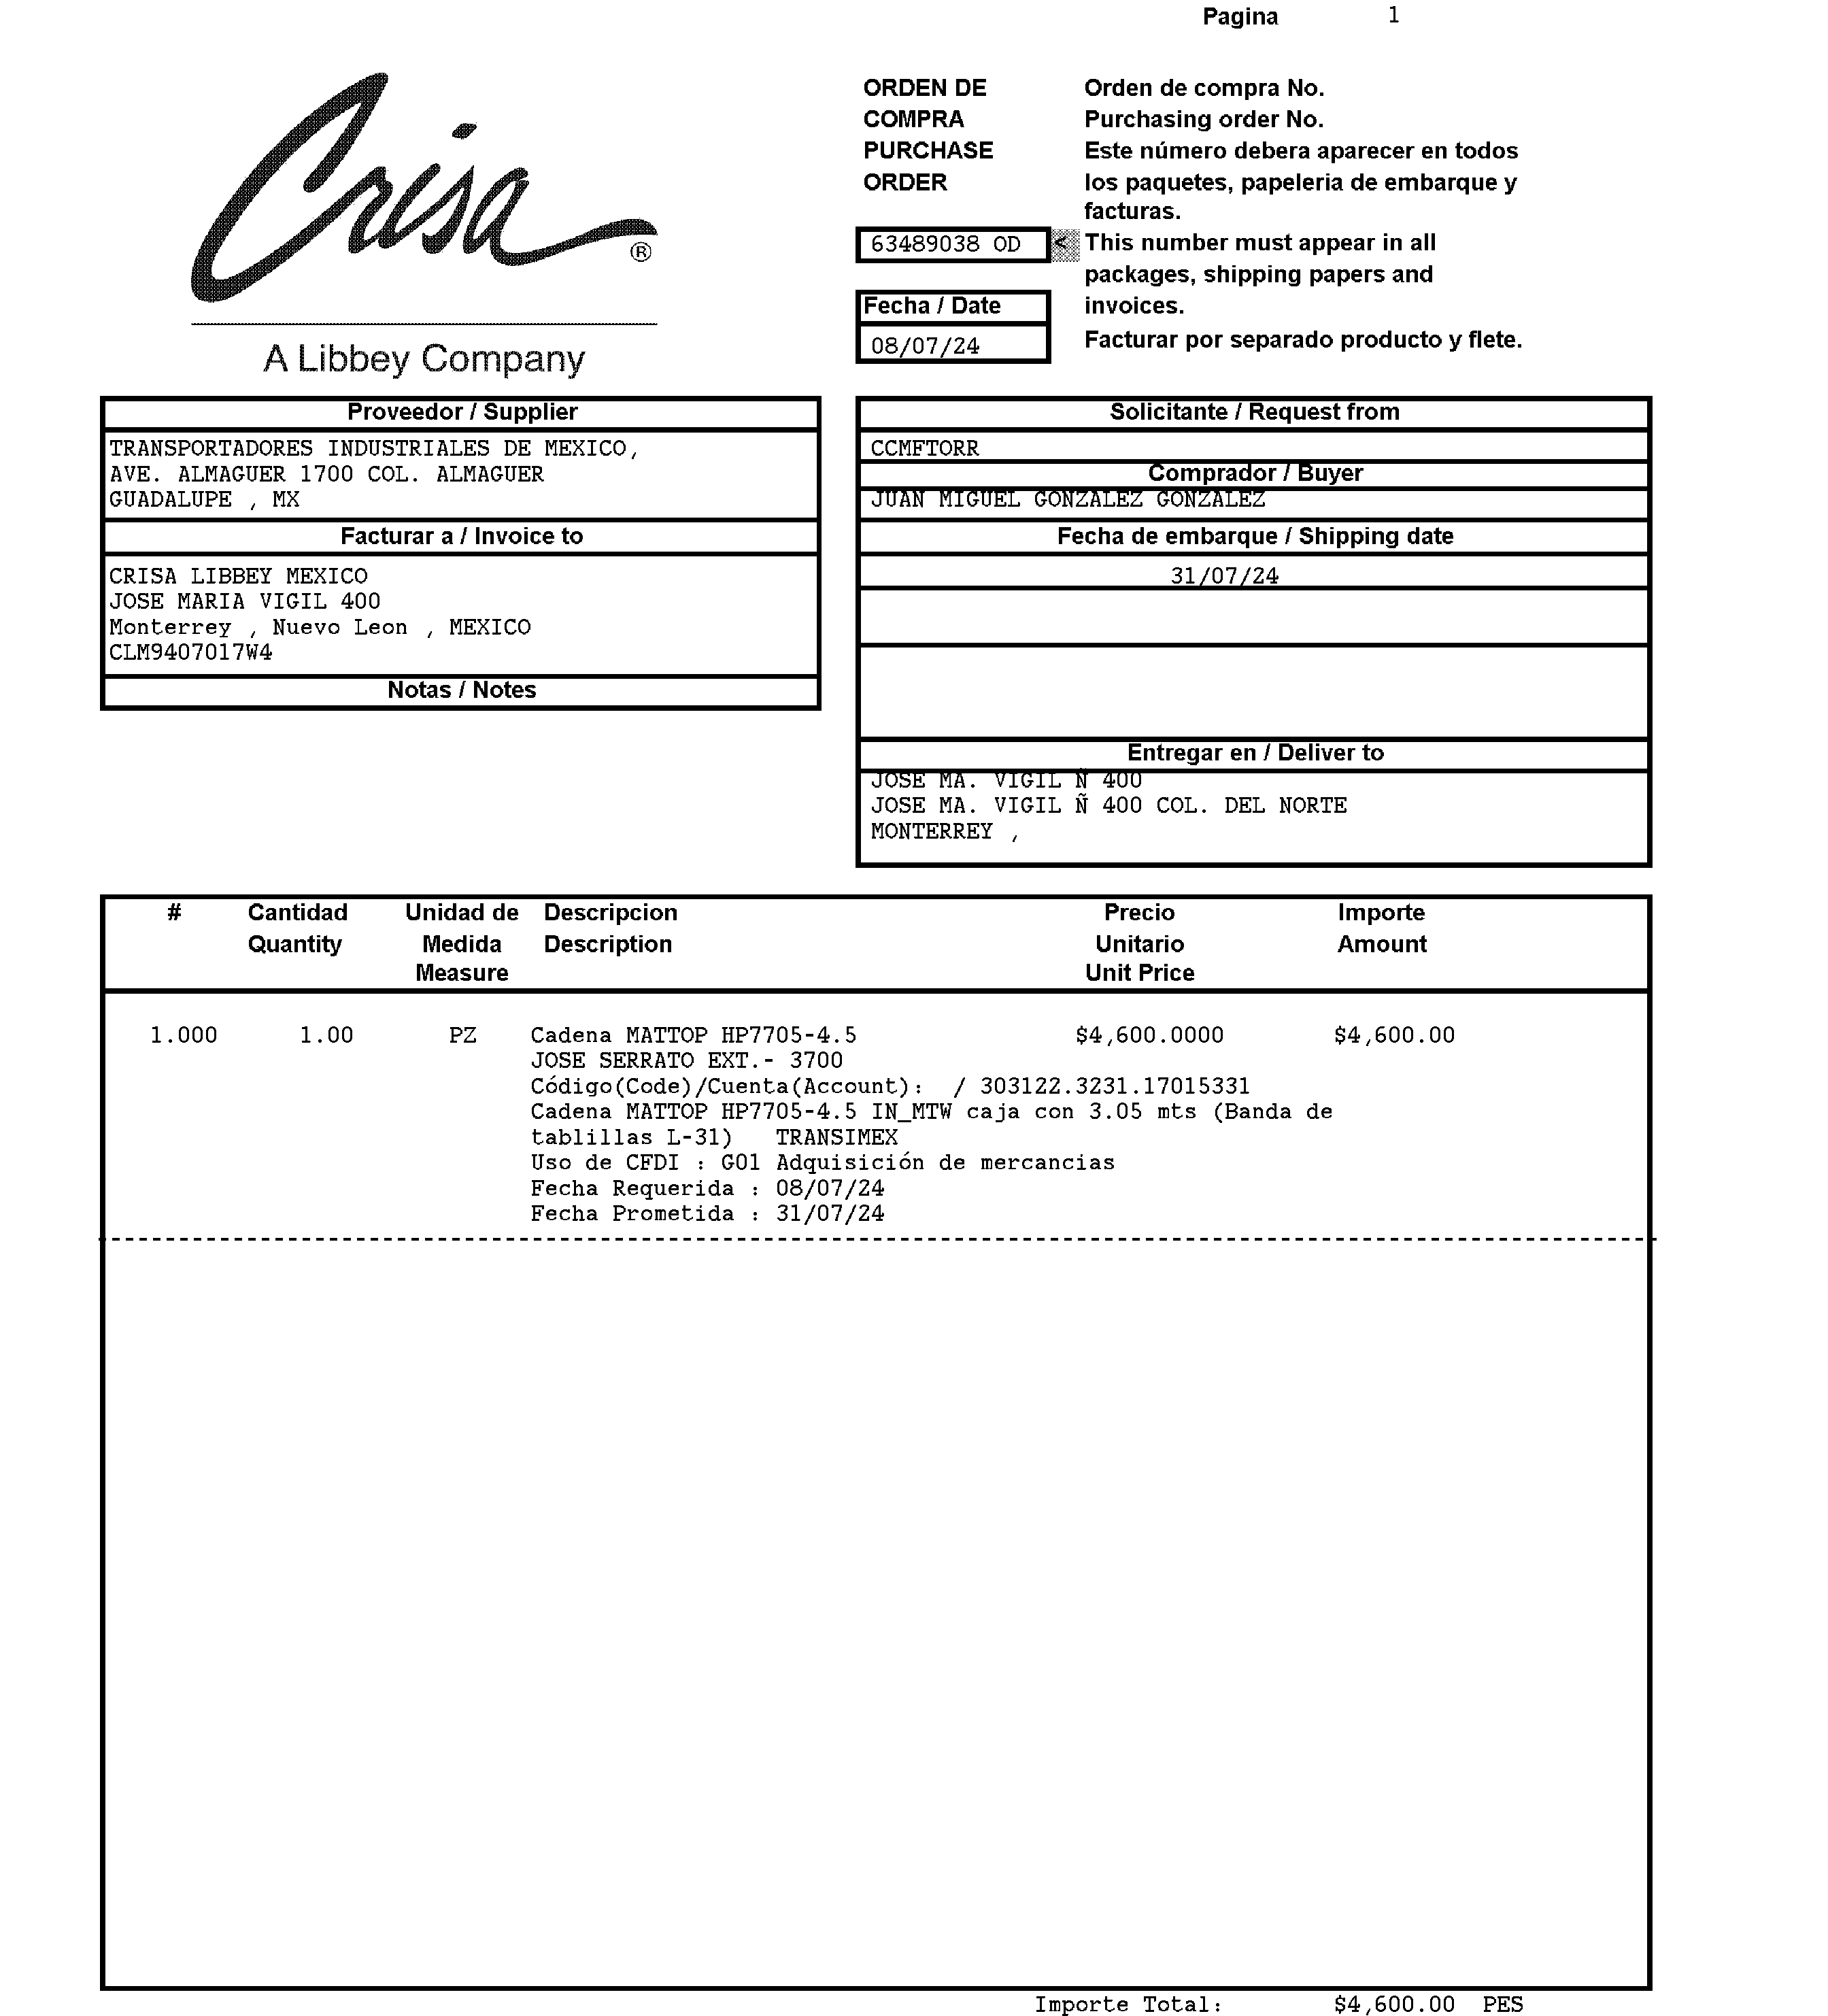 Pagina 1
Crisa®
A Libbey Company
ORDEN DE
COMPRA
PURCHASE
ORDER
63489038 OD <
Fecha / Date
08/07/24
Orden de compra No.
Purchasing order No.
Este número debera aparecer en todos
los paquetes, papeleria de embarque y
facturas.
This number must appear in all
packages, shipping papers and
invoices.
Facturar por separado producto y flete.
Proveedor / Supplier
TRANSPORTADORES INDUSTRIALES DE MEXICO,
AVE. ALMAGUER 1700 COL. ALMAGUER
GUADALUPE , MX
Facturar a / Invoice to
CRISA LIBBEY MEXICO
JOSE MARIA VIGIL 400
Monterrey , Nuevo Leon , MEXICO
CLM9407017W4
Notas / Notes
Solicitante / Request from
CCMFTORR
Comprador / Buyer
JUAN MIGUEL GONZALEZ GONZALEZ
Fecha de embarque / Shipping date
31/07/24
Entregar en / Deliver to
JOSE MA. VIGIL Ñ 400
JOSE MA. VIGIL Ñ 400 COL. DEL NORTE
MONTERREY ,
# Cantidad Unidad de Descripcion Precio Importe
Quantity Medida Description Unitario Amount
Measure Unit Price
1.000 1.00 PZ Cadena MATTOP HP7705-4.5 $4,600.0000 $4,600.00
JOSE SERRATO EXT.- 3700
Código(Code)/Cuenta(Account): / 303122.3231.17015331
Cadena MATTOP HP7705-4.5 IN_MTW caja con 3.05 mts (Banda de
tablillas L-31) TRANSIMEX
Uso de CFDI : G01 Adquisición de mercancias
Fecha Requerida : 08/07/24
Fecha Prometida : 31/07/24
Importe Total: $4,600.00 PES